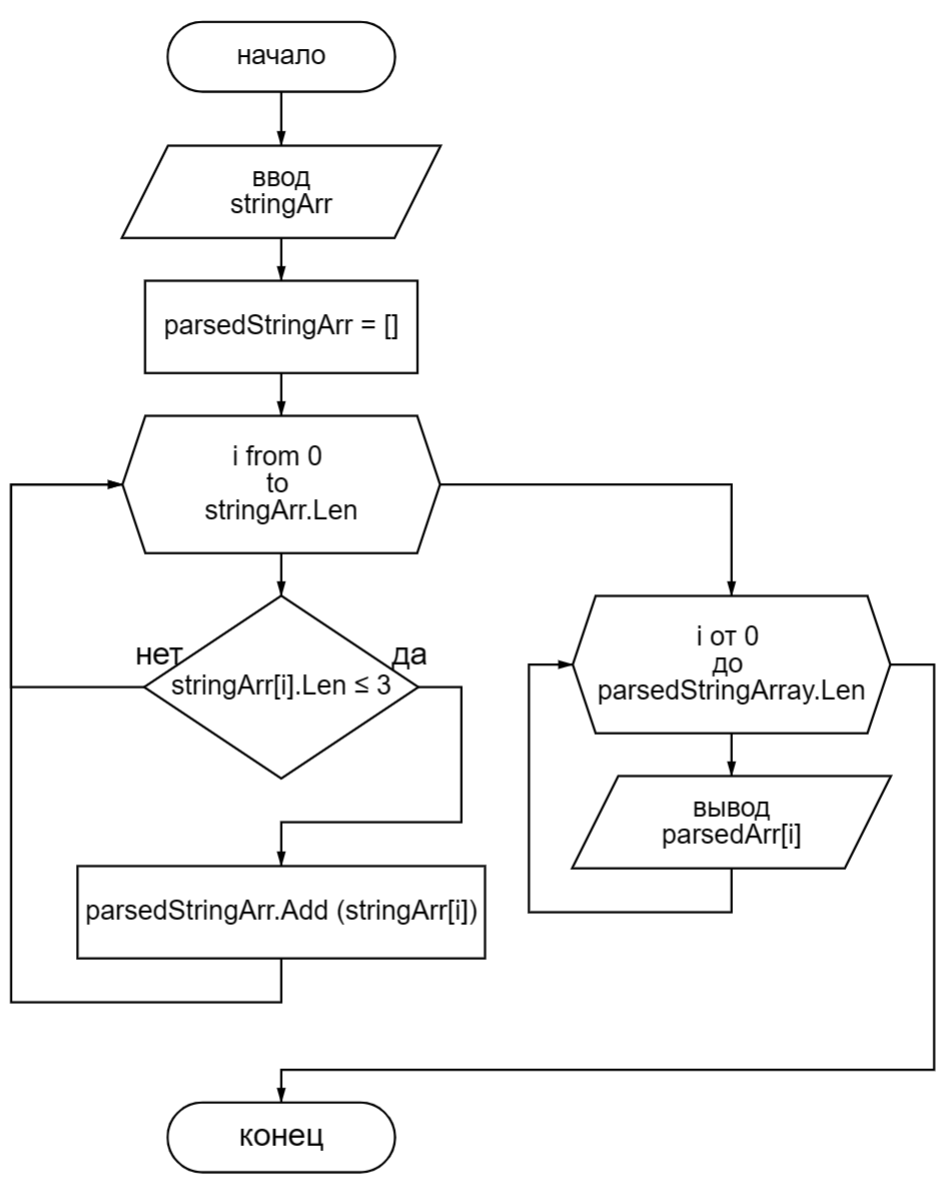 начало
ввод
stringArr
parsedStringArr = []
i from 0
to
stringArr.Len
нет
да
stringArr[i].Len ≤ 3
parsedStringArr.Add (stringArr[i])
i от 0
до
parsedStringArray.Len
вывод
parsedArr[i]
конец